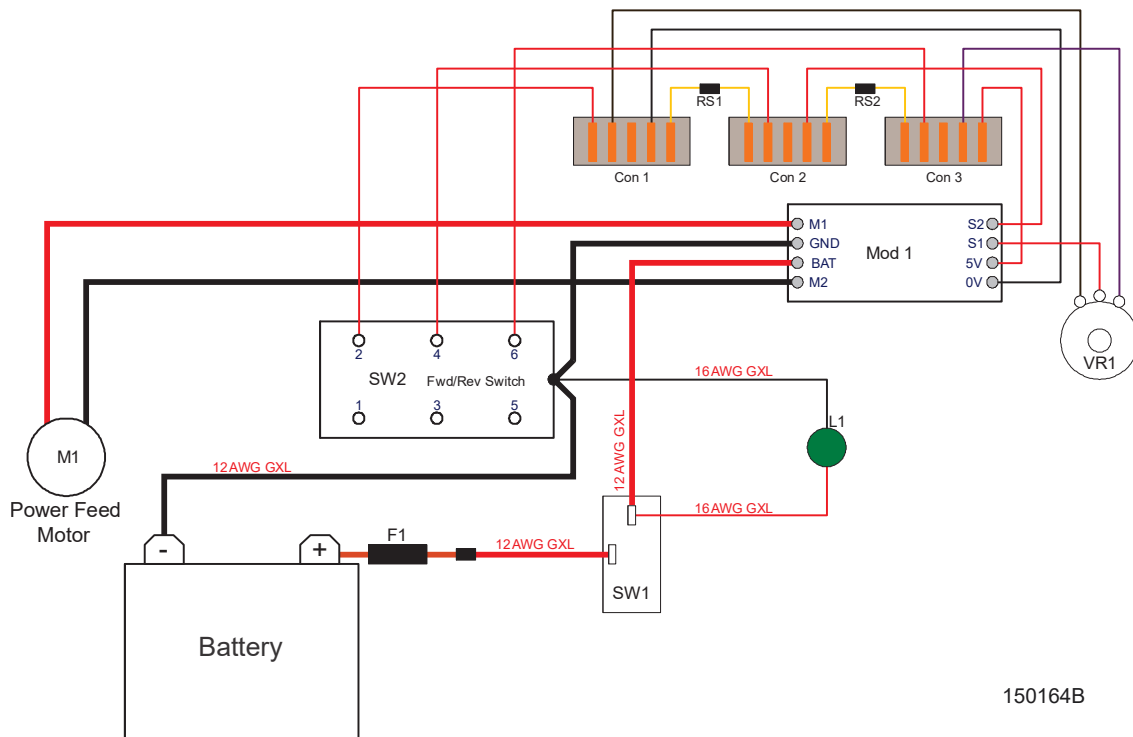 RS1
RS2
Con 1
Con 2
Con 3
M1
S2
GND
S1
Mod 1
BAT
5V
M2
0V
2
4
6
SW2
Fwd/Rev Switch
1
3
5
16AWG GXL
VR1
L1
M1
12AWG GXL
12AWG GXL
16AWG GXL
Power Feed
Motor
-
+
F1
12AWG GXL
SW1
Battery
150164B